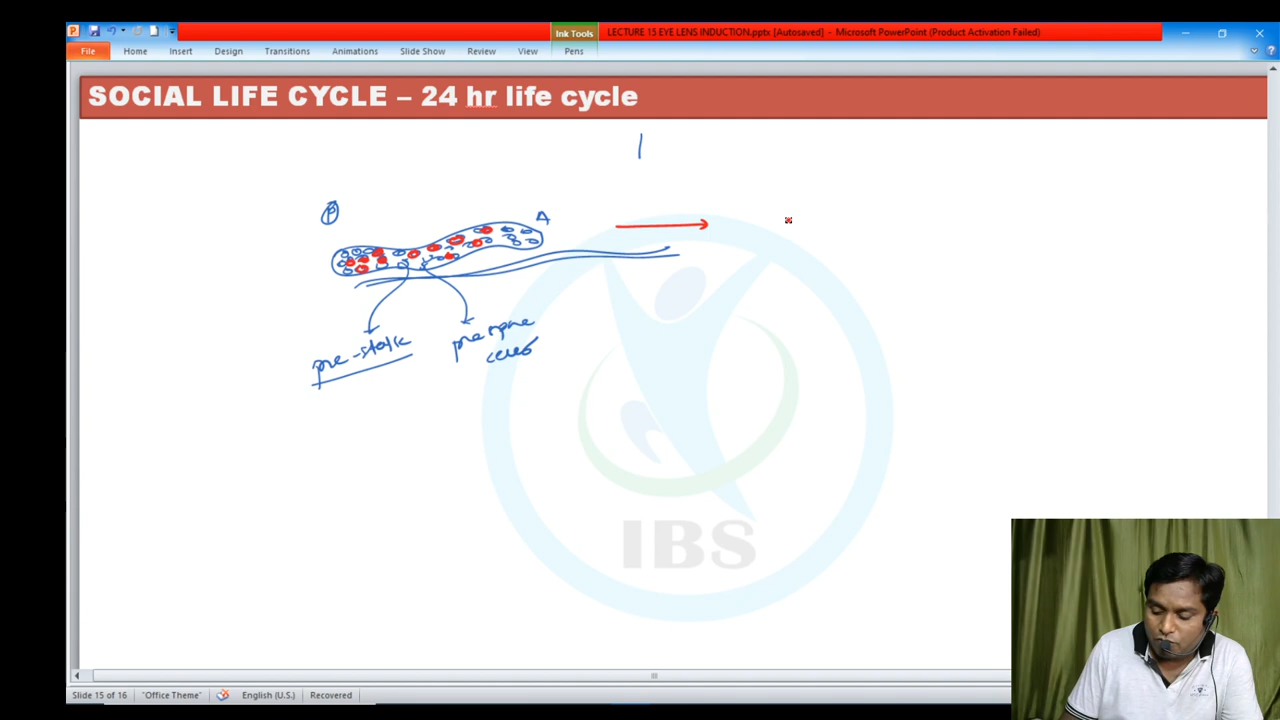 Ink Tools
LECTURE 15 EYE LENS INDUCTION.pptx [Autosaved] - Microsoft PowerPoint (Product Activation Failed)
File Home Insert Design Transitions Animations Slide Show Review View Pens
SOCIAL LIFE CYCLE – 24 hr life cycle
P
A
pre-stalk
pre spore
cells
IBS
Slide 15 of 16 "Office Theme" English (U.S.) Recovered